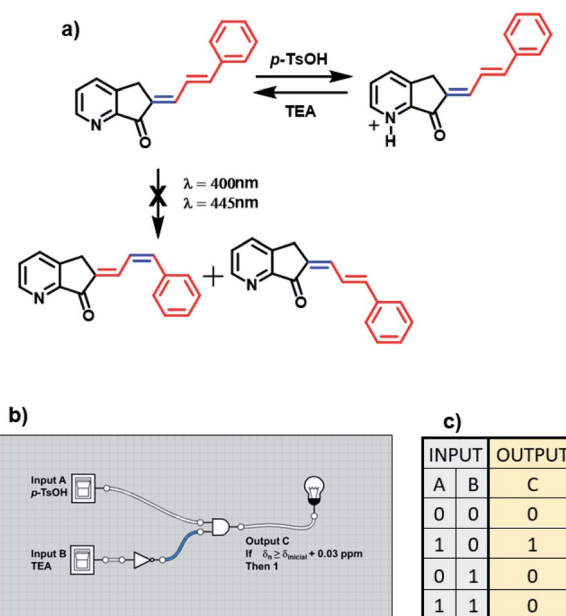 a)
p-TsOH
TEA
N
O
N
+
H
O
λ = 400nm
λ = 445nm
N
O
+
N
O
b)
Input A
p-TsOH
Input B
TEA
Output C
If δn ≥ δinicial + 0.03 ppm
Then 1
c)
INPUT OUTPUT
A B C
0 0 0
1 0 1
0 1 0
1 1 0